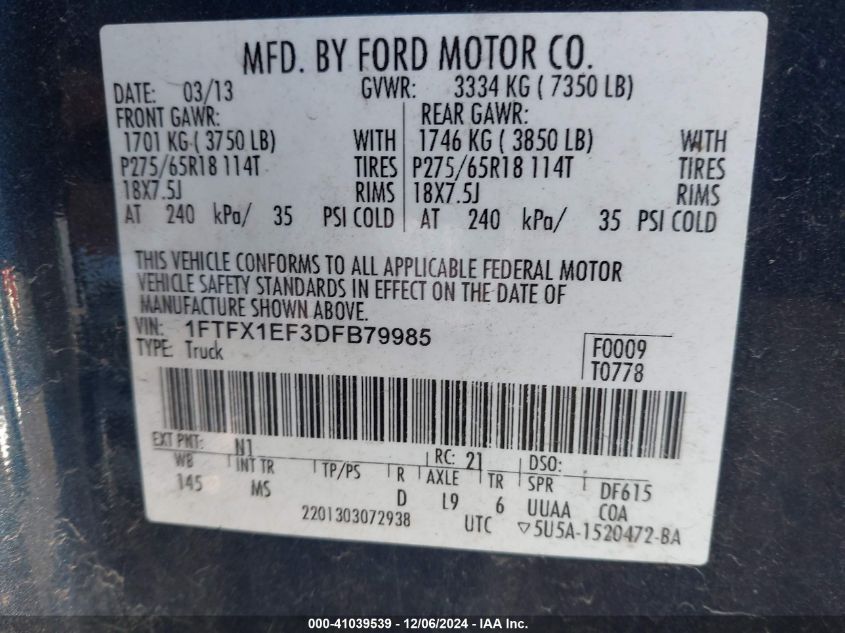 MFD. BY FORD MOTOR CO.
DATE: 03/13 GVWR: 3334 KG ( 7350 LB)
FRONT GAWR: REAR GAWR:
1701 KG ( 3750 LB) WITH 1746 KG ( 3850 LB) WITH
P275/65R18 114T TIRES P275/65R18 114T TIRES
18X7.5J RIMS 18X7.5J RIMS
AT 240 kPa/ 35 PSI COLD AT 240 kPa/ 35 PSI COLD
THIS VEHICLE CONFORMS TO ALL APPLICABLE FEDERAL MOTOR
VEHICLE SAFETY STANDARDS IN EFFECT ON THE DATE OF
MANUFACTURE SHOWN ABOVE.
VIN: 1FTFX1EF3DFB79985
TYPE: Truck
F0009
T0778
EXT PNT: N1 RC: 21 DSO:
WB INT TR TP/PS R AXLE TR SPR DF615
145 MS D L9 6 UUAA COA
2201303072938 UTC ▽5U5A-1520472-BA
000-41039539 - 12/06/2024 - IAA Inc.